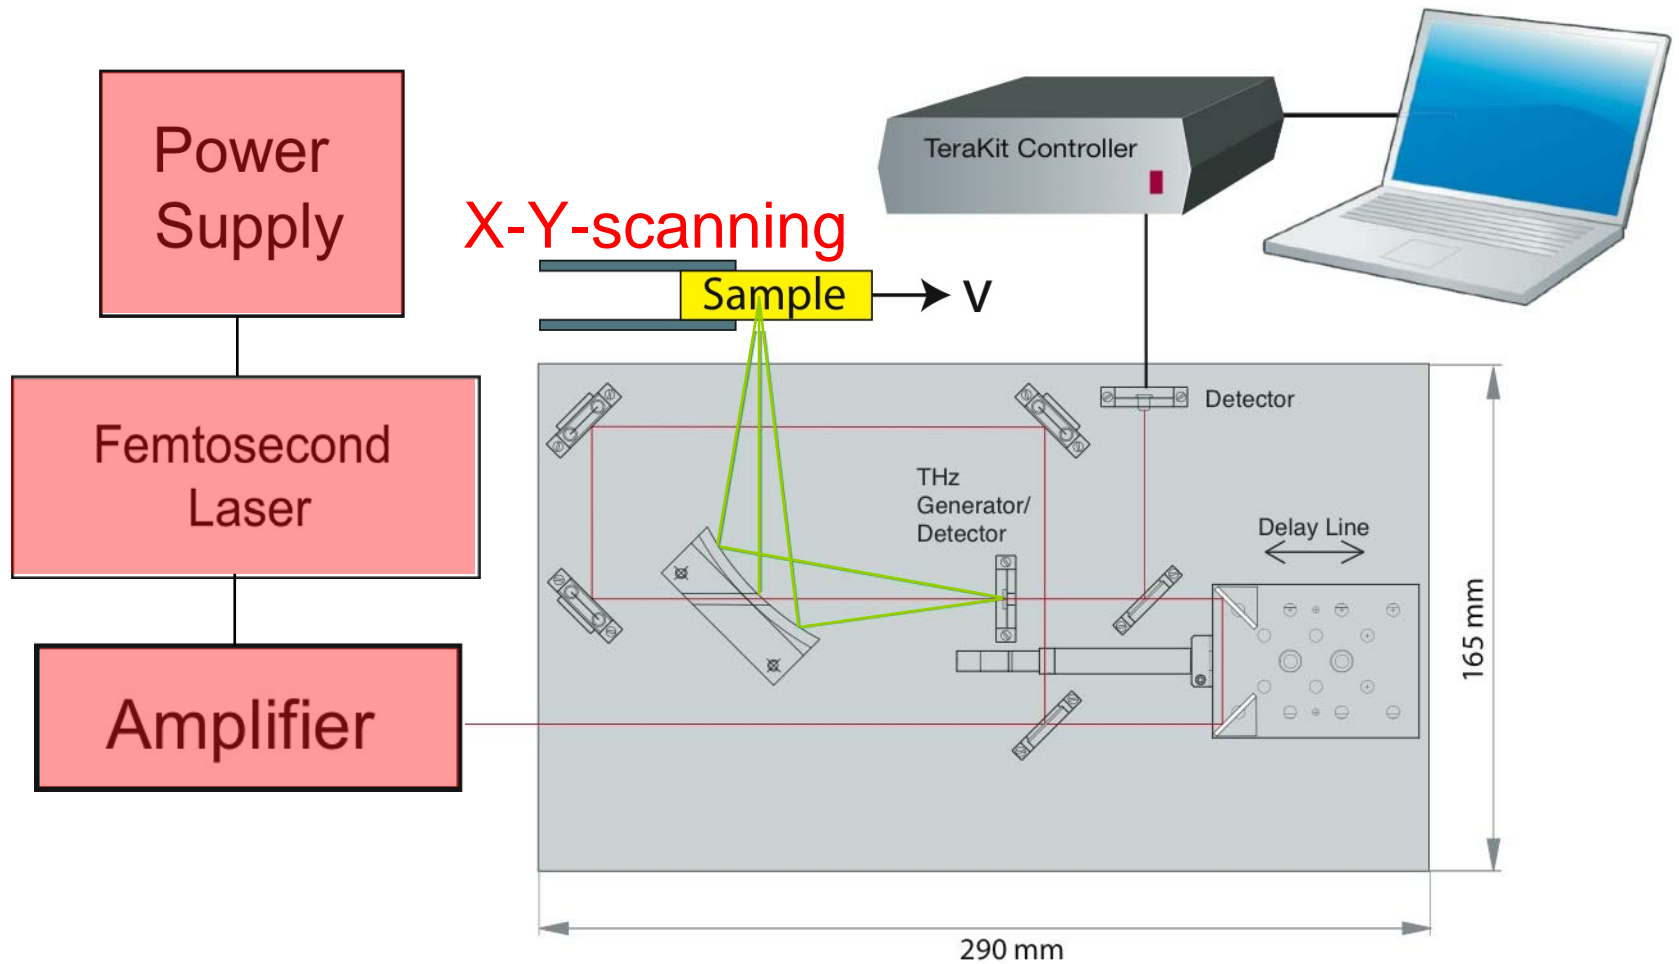 Power
Supply
X-Y-scanning
Sample
V
TeraKit Controller
Femtosecond
Laser
Detector
THz
Generator/
Detector
Delay Line
Amplifier
165 mm
290 mm